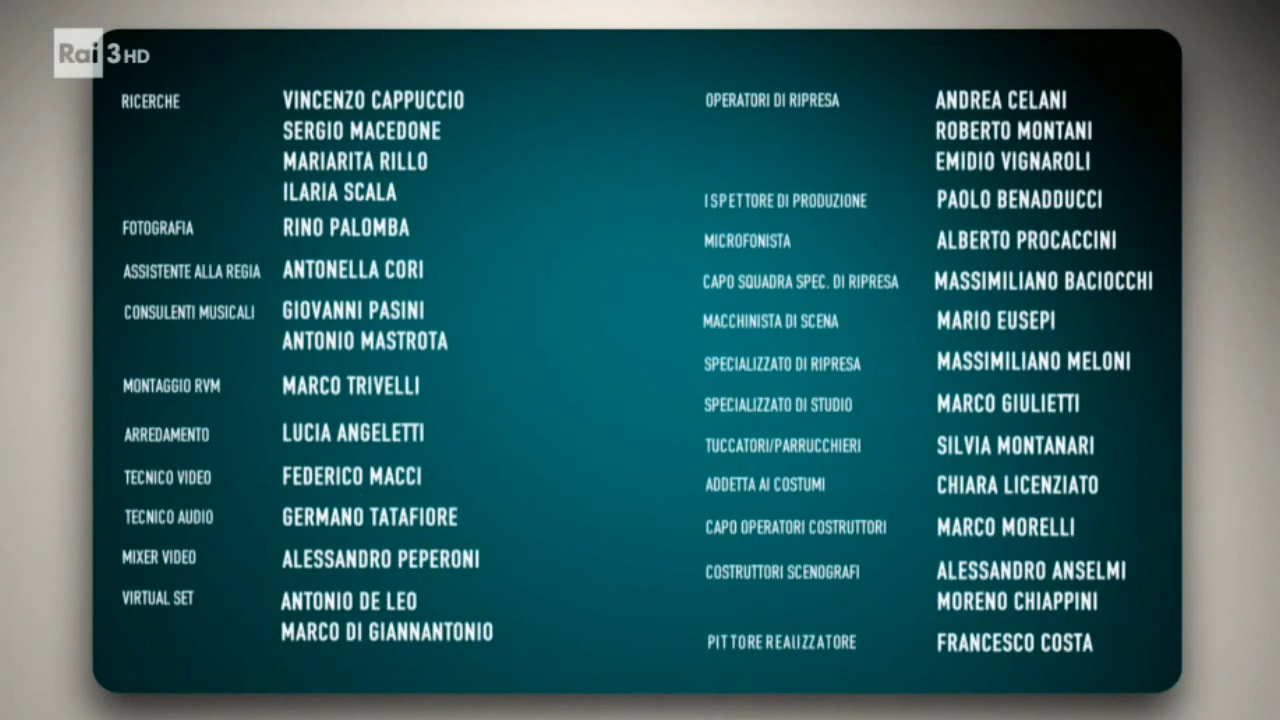 Rai 3HD
RICERCHE VINCENZO CAPPUCCIO
SERGIO MACEDONE
MARIARITA RILLO
ILARIA SCALA
FOTOGRAFIA RINO PALOMBA
ASSISTENTE ALLA REGIA ANTONELLA CORI
CONSULENTI MUSICALI GIOVANNI PASINI
ANTONIO MASTROTA
MONTAGGIO RVM MARCO TRIVELLI
ARREDAMENTO LUCIA ANGELETTI
TECNICO VIDEO FEDERICO MACCI
TECNICO AUDIO GERMANO TATAFIORE
MIXER VIDEO ALESSANDRO PEPERONI
VIRTUAL SET ANTONIO DE LEO
MARCO DI GIANNANTONIO
OPERATORI DI RIPRESA ANDREA CELANI
ROBERTO MONTANI
EMIDIO VIGNAROLI
ISPETTORE DI PRODUZIONE PAOLO BENADDUCCI
MICROFONISTA ALBERTO PROCACCINI
CAPO SQUADRA SPEC. DI RIPRESA MASSIMILIANO BACIOCCHI
MACCHINISTA DI SCENA MARIO EUSEPI
SPECIALIZZATO DI RIPRESA MASSIMILIANO MELONI
SPECIALIZZATO DI STUDIO MARCO GIULIETTI
TUCCATORI/PARRUCCHIERI SILVIA MONTANARI
ADDETTA AI COSTUMI CHIARA LICENZIATO
CAPO OPERATORI COSTRUTTORI MARCO MORELLI
COSTRUTTORI SCENOGRAFI ALESSANDRO ANSELMI
MORENO CHIAPPINI
PITTORE REALIZZATORE FRANCESCO COSTA